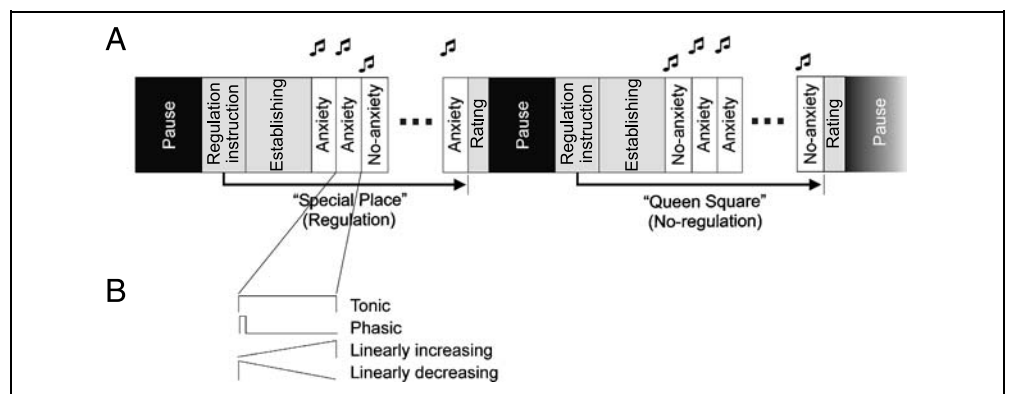 A
Pause
Regulation
instruction
Establishing
Anxiety
Anxiety
No-anxiety
Anxiety
Rating
Pause
Regulation
instruction
Establishing
No-anxiety
Anxiety
Anxiety
No-anxiety
Rating
Pause
“Special Place”
(Regulation)
“Queen Square”
(No-regulation)
B
Tonic
Phasic
Linearly increasing
Linearly decreasing